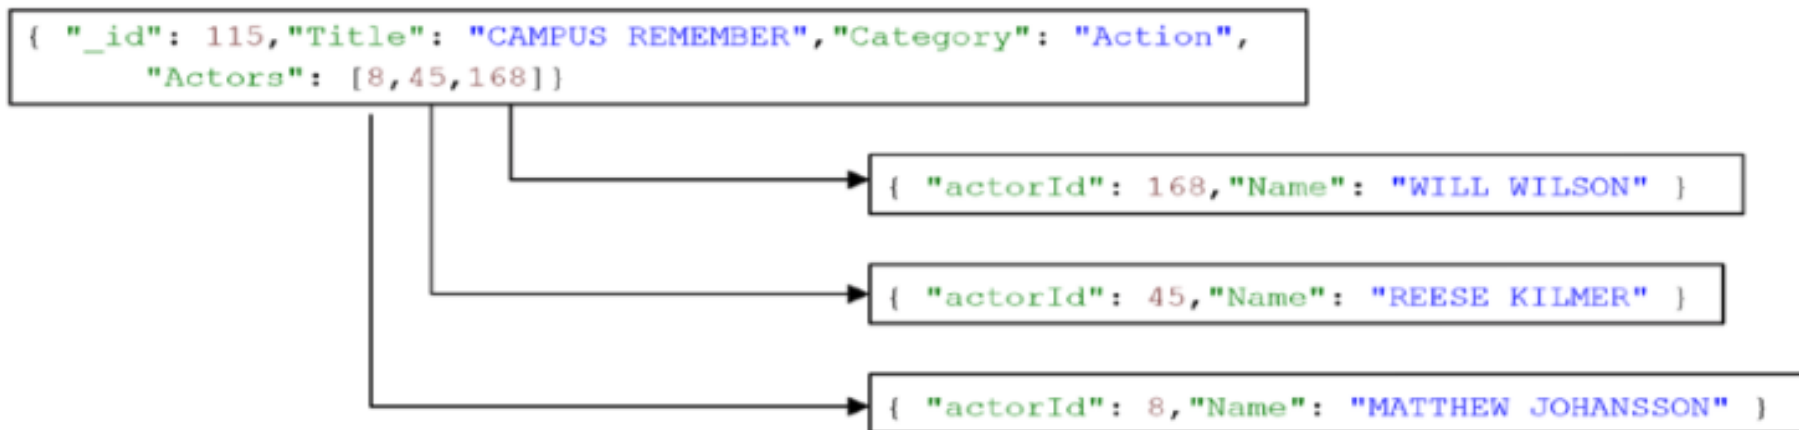 { "_id": 115,"Title": "CAMPUS REMEMBER","Category": "Action",
"Actors": [8,45,168]}
{ "actorId": 168,"Name": "WILL WILSON" }
{ "actorId": 45,"Name": "REESE KILMER" }
{ "actorId": 8,"Name": "MATTHEW JOHANSSON" }